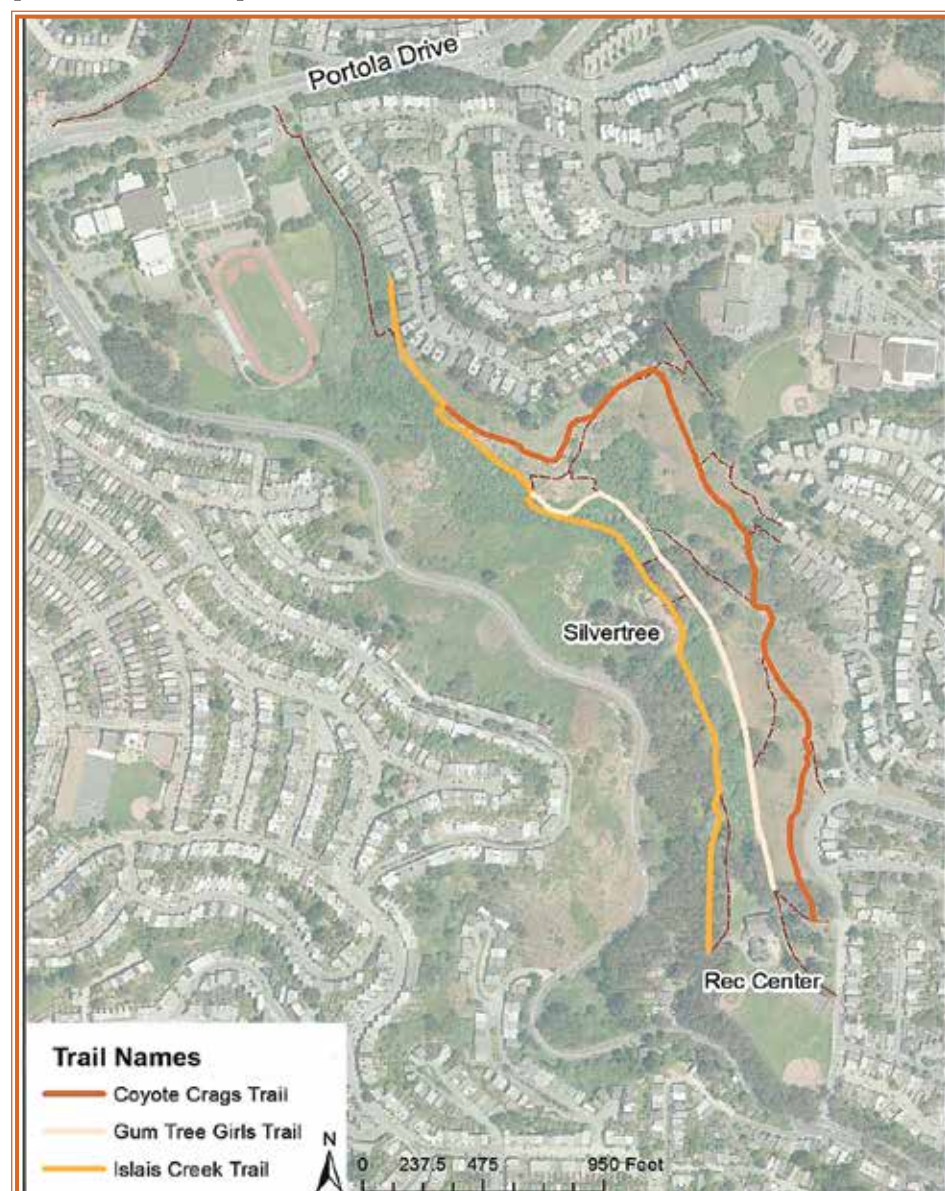 Portola Drive
Silvertree
Rec Center
Trail Names
Coyote Crags Trail
Gum Tree Girls Trail
Islais Creek Trail
N
0 237.5 475 950 Feet